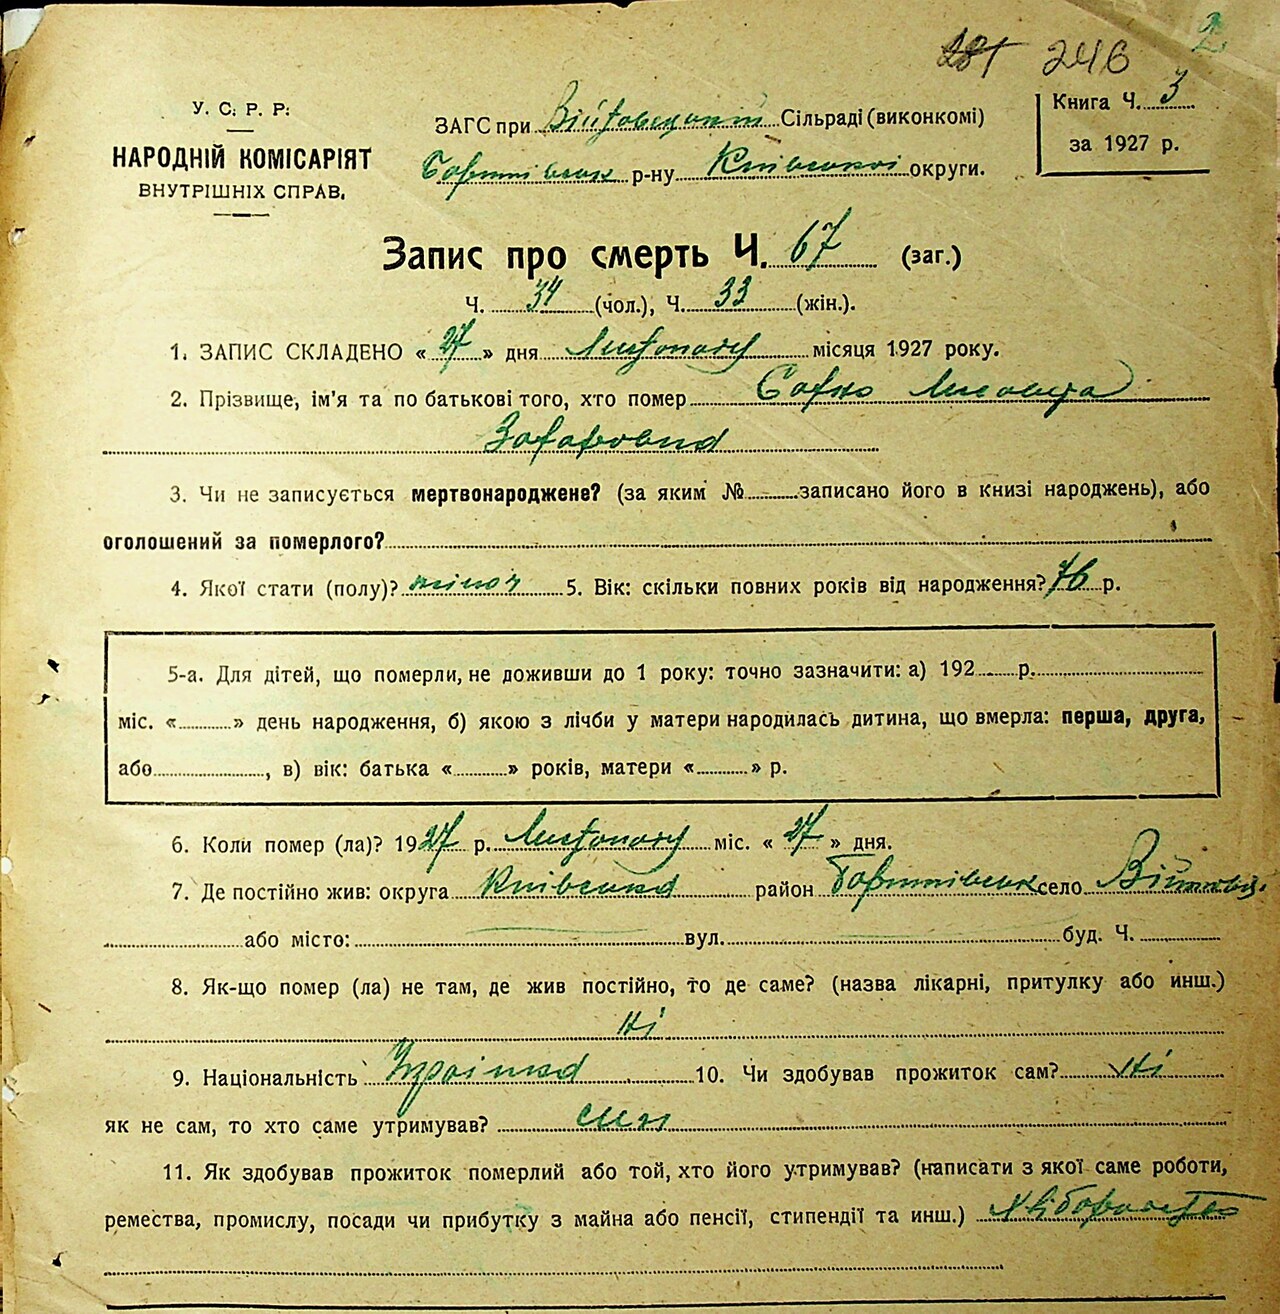 281 246 2
У. С. Р. Р.
НАРОДНІЙ КОМІСАРІЯТ
ВНУТРІШНІХ СПРАВ.
ЗАГС при Війтовецькій Сільраді (виконкомі)
р-ну Київської округи.
Книга Ч. 3
за 1927 р.
Запис про смерть Ч. 67 (заг.)
Ч. 34 (чол.), Ч. 33 (жін.).
1. ЗАПИС СКЛАДЕНО « 27 » дня Листопаду місяця 1927 року.
2. Прізвище, ім'я та по батькові того, хто помер
3. Чи не записується мертвонароджене? (за яким № записано його в книзі народжень), або
оголошений за померлого?
4. Якої стати (полу)? жіноч 5. Вік: скільки повних років від народження? 76 р.
5-а. Для дітей, що померли, не доживши до 1 року: точно зазначити: а) 192 р.
міс. « » день народження, б) якою з лічби у матери народилась дитина, що вмерла: перша, друга,
або , в) вік: батька « » років, матери « » р.
6. Коли помер (ла)? 1927 р. Листопаду міс. « 27 » дня.
7. Де постійно жив: округа Київська район село
або місто: вул. буд. Ч.
8. Як-що помер (ла) не там, де жив постійно, то де саме? (назва лікарні, притулку або инш.)
Ні
9. Національність Українка 10. Чи здобував прожиток сам? Ні
як не сам, то хто саме утримував? син
11. Як здобував прожиток померлий або той, хто його утримував? (написати з якої саме роботи,
ремества, промислу, посади чи прибутку з майна або пенсії, стипендії та инш.) Хліборобство